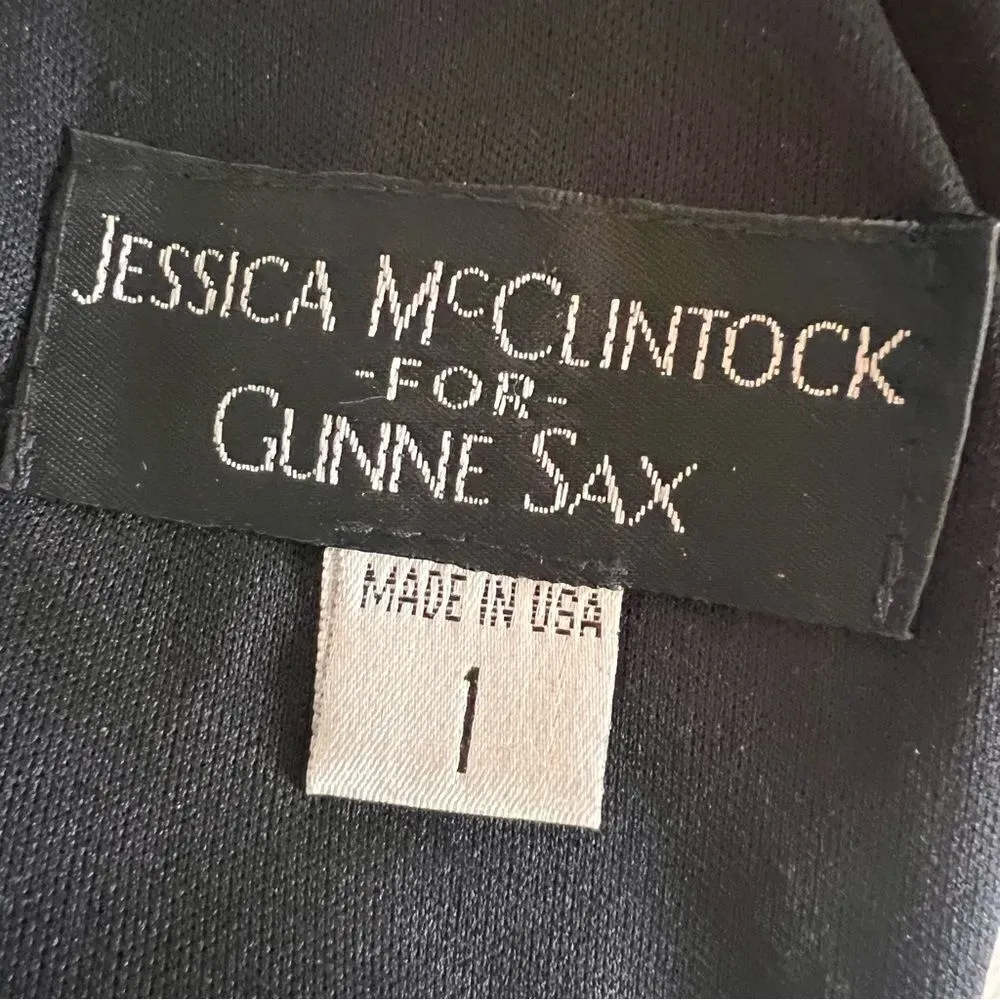 JESSICA McCLINTOCK
-FOR-
GUNNE SAX
MADE IN USA
1